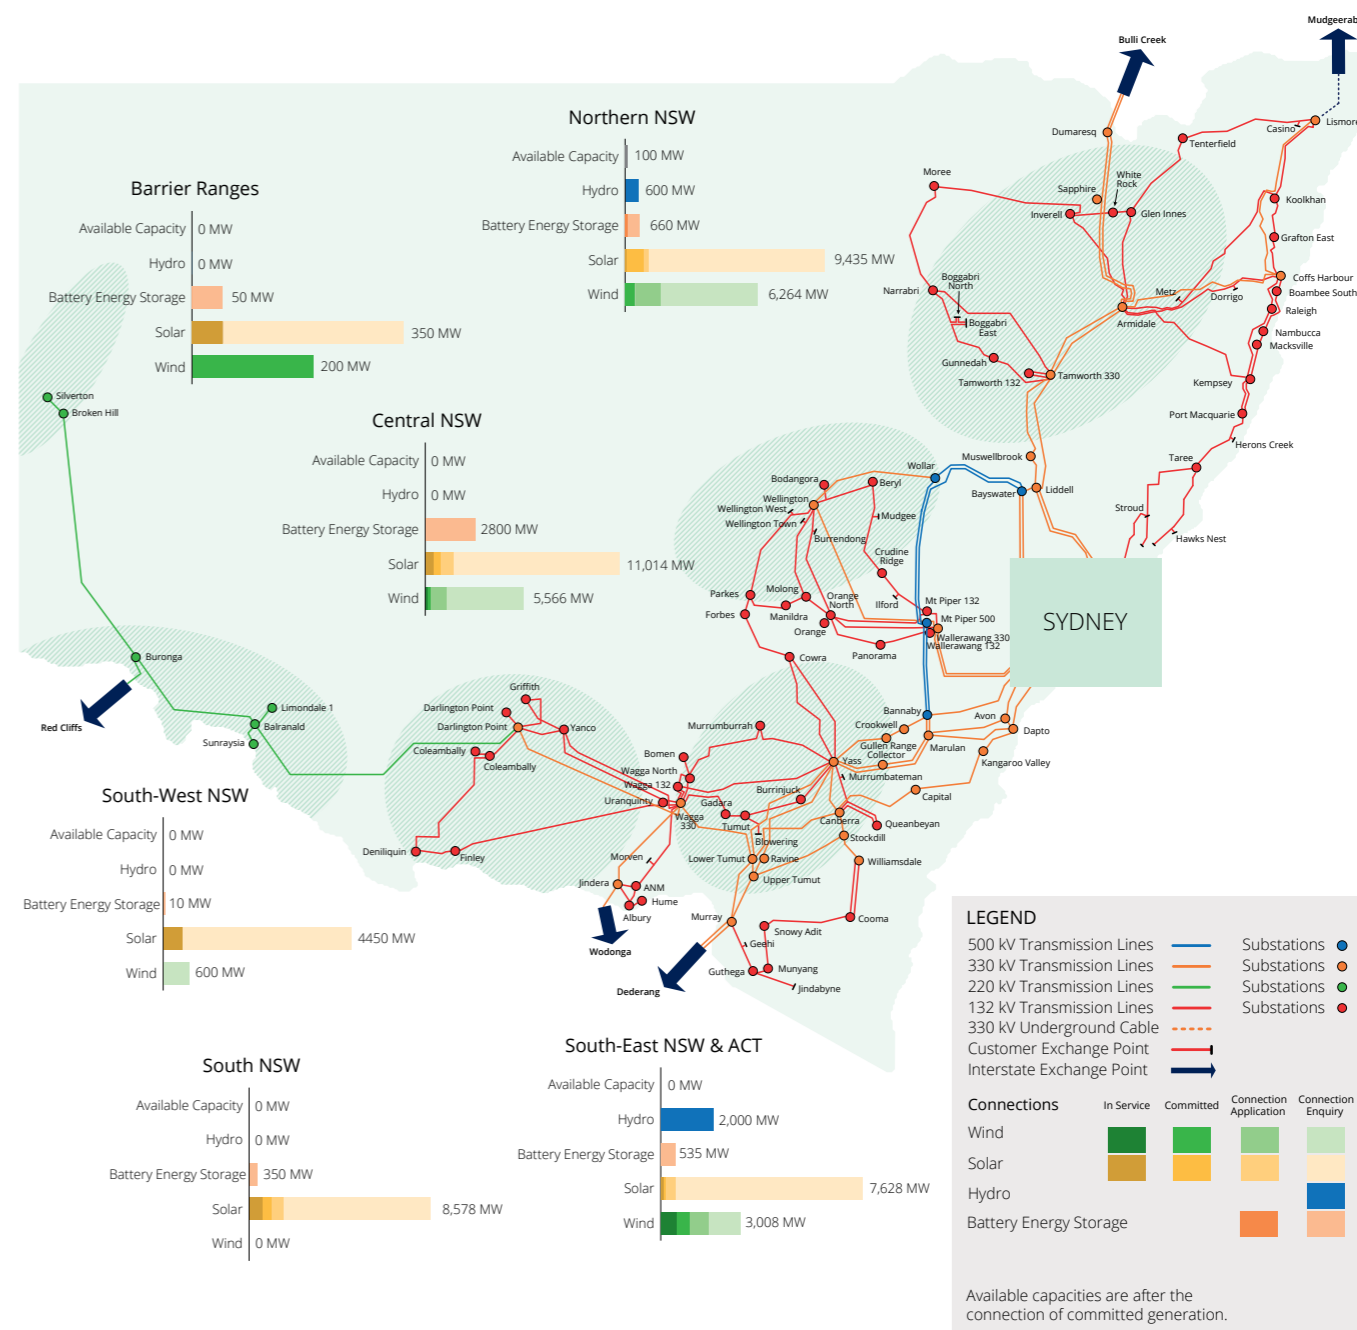 Mudgeerab
Bulli Creek
Northern NSW
Available Capacity 100 MW
Hydro 600 MW
Battery Energy Storage 660 MW
Solar 9,435 MW
Wind 6,264 MW
Barrier Ranges
Available Capacity 0 MW
Hydro 0 MW
Battery Energy Storage 50 MW
Solar 350 MW
Wind 200 MW
Central NSW
Available Capacity 0 MW
Hydro 0 MW
Battery Energy Storage 2800 MW
Solar 11,014 MW
Wind 5,566 MW
Dumaresq
Casino
Lismore
Tenterfield
Moree
White
Rock
Sapphire
Inverell
Glen Innes
Koolkhan
Grafton East
Coffs Harbour
Boambee South
Narrabri
Boggabri
North
Boggabri
East
Metz
Dorrigo
Raleigh
Armidale
Nambucca
Macksville
Gunnedah
Tamworth 132
Tamworth 330
Kempsey
Port Macquarie
Herons Creek
Taree
Muswellbrook
Liddell
Bayswater
Wollar
Stroud
Hawks Nest
Silverton
Broken Hill
Bodangora
Beryl
Wellington
Wellington West
Wellington Town
Mudgee
Burrendong
Crudine
Ridge
Ilford
Parkes
Molong
Orange
North
Forbes
Manildra
Orange
Mt Piper 132
Mt Piper 500
Wallerawang 330
Wallerawang 132
Panorama
Cowra
SYDNEY
Buronga
Red Cliffs
Limondale 1
Balranald
Sunraysia
Griffith
Darlington Point
Darlington Point
Yanco
Coleambally
Coleambally
Deniliquin
Finley
Murrumburrah
Bomen
Wagga North
Wagga 132
Uranquinty
Wagga
330
Gadara
Tumut
Blowering
Burrinjuck
Yass
Murrumbateman
Crookwell
Gullen Range
Collector
Bannaby
Marulan
Avon
Dapto
Kangaroo Valley
Capital
Canberra
Queanbeyan
Stockdill
Williamsdale
Lower Tumut
Ravine
Upper Tumut
Morven
Jindera
ANM
Hume
Albury
Wodonga
Murray
Dederang
Snowy Adit
Cooma
Geehi
Guthega
Munyang
Jindabyne
South-West NSW
Available Capacity 0 MW
Hydro 0 MW
Battery Energy Storage 10 MW
Solar 4450 MW
Wind 600 MW
South NSW
Available Capacity 0 MW
Hydro 0 MW
Battery Energy Storage 350 MW
Solar 8,578 MW
Wind 0 MW
South-East NSW & ACT
Available Capacity 0 MW
Hydro 2,000 MW
Battery Energy Storage 535 MW
Solar 7,628 MW
Wind 3,008 MW
LEGEND
500 kV Transmission Lines Substations
330 kV Transmission Lines Substations
220 kV Transmission Lines Substations
132 kV Transmission Lines Substations
330 kV Underground Cable
Customer Exchange Point
Interstate Exchange Point
Connections In Service Committed Connection Application Connection Enquiry
Wind
Solar
Hydro
Battery Energy Storage
Available capacities are after the
connection of committed generation.